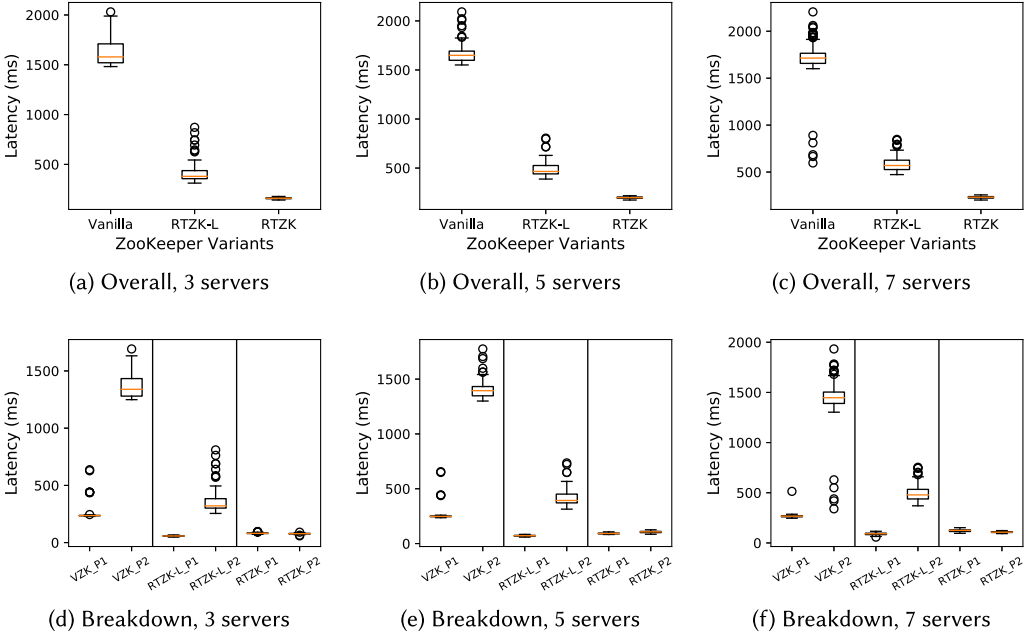 Latency (ms)
2000
1500
1000
500
Vanilla
RTZK-L
RTZK
ZooKeeper Variants
(a) Overall, 3 servers
Latency (ms)
2000
1500
1000
500
Vanilla
RTZK-L
RTZK
ZooKeeper Variants
(b) Overall, 5 servers
Latency (ms)
2000
1500
1000
500
Vanilla
RTZK-L
RTZK
ZooKeeper Variants
(c) Overall, 7 servers
Latency (ms)
1500
1000
500
0
VZK_P1
VZK_P2
RTZK-L_P1
RTZK-L_P2
RTZK_P1
RTZK_P2
(d) Breakdown, 3 servers
Latency (ms)
1500
1000
500
0
VZK_P1
VZK_P2
RTZK-L_P1
RTZK-L_P2
RTZK_P1
RTZK_P2
(e) Breakdown, 5 servers
Latency (ms)
2000
1500
1000
500
0
VZK_P1
VZK_P2
RTZK-L_P1
RTZK-L_P2
RTZK_P1
RTZK_P2
(f) Breakdown, 7 servers